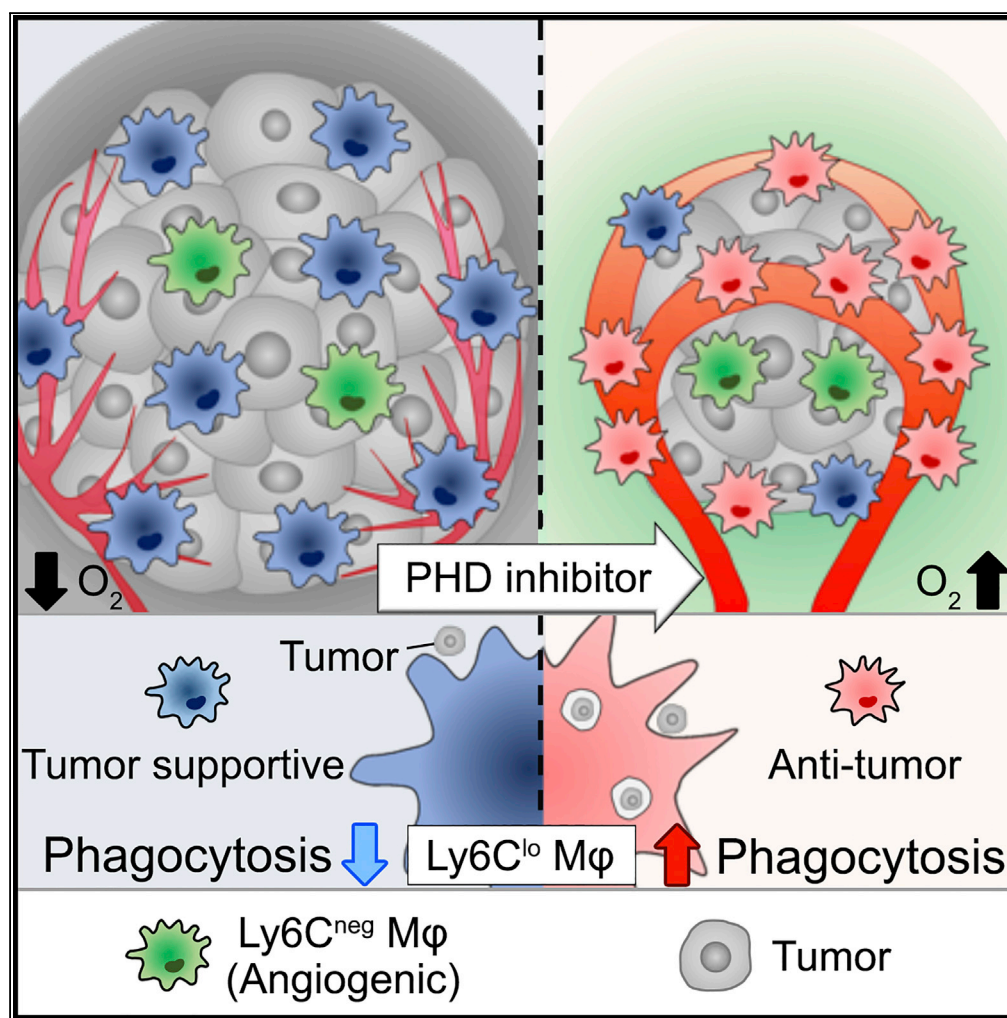 O₂
PHD inhibitor
O₂
Tumor
Tumor supportive
Anti-tumor
Phagocytosis
Ly6Cˡᵒ Mφ
Phagocytosis
Ly6Cⁿᵉᵍ Mφ
(Angiogenic)
Tumor